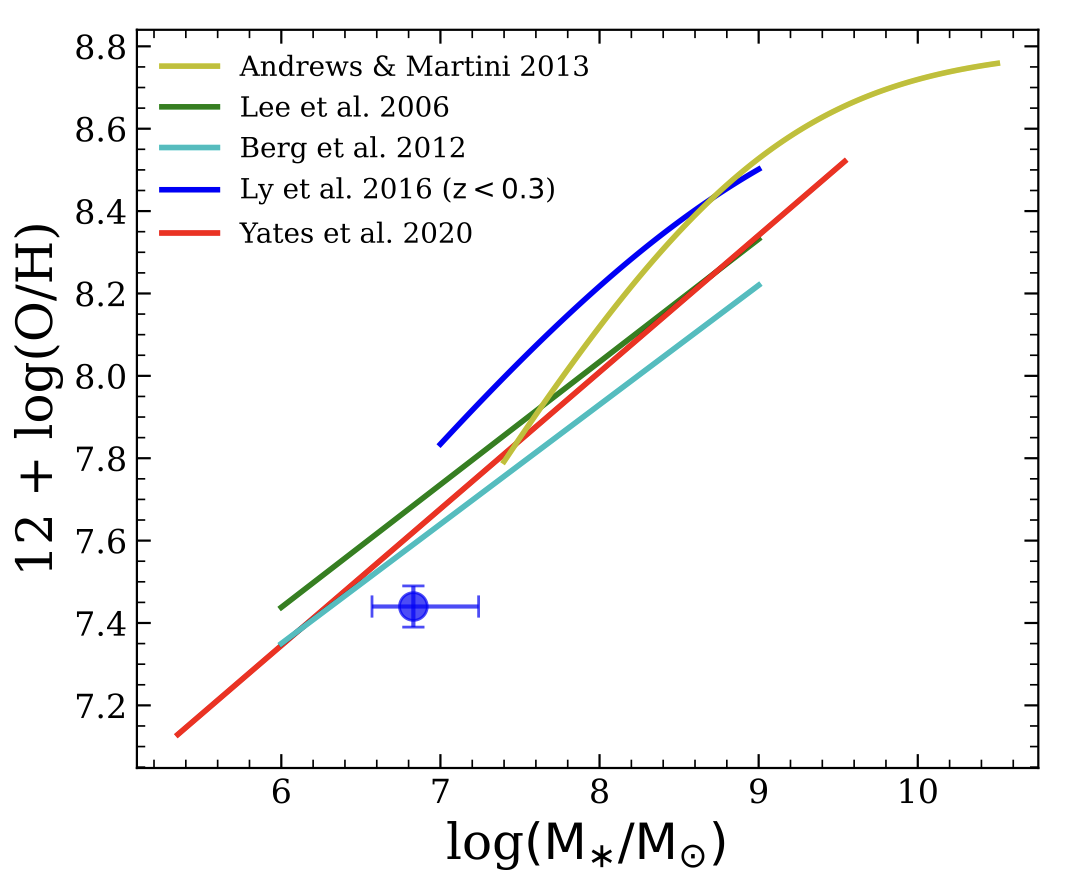 8.8
8.6
8.4
8.2
8.0
7.8
7.6
7.4
7.2
12 + log(O/H)
Andrews & Martini 2013
Lee et al. 2006
Berg et al. 2012
Ly et al. 2016 (z < 0.3)
Yates et al. 2020
6 7 8 9 10
log(M∗/M⊙)